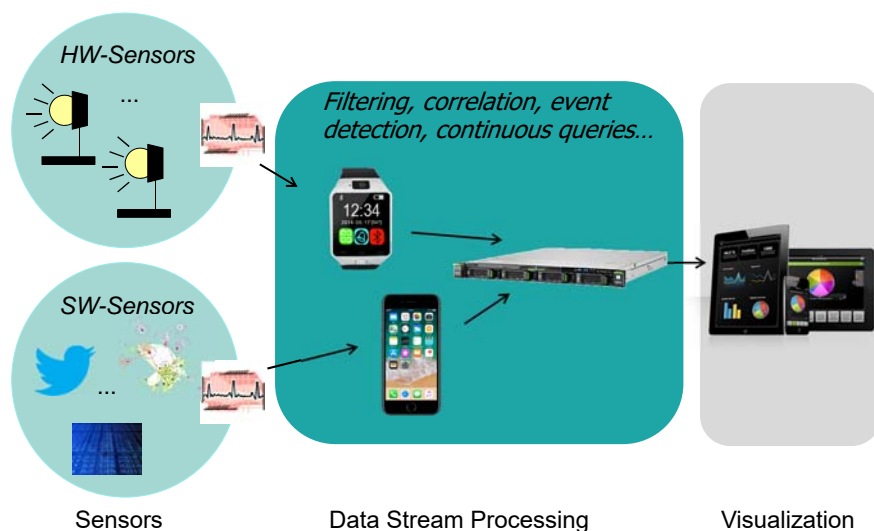 HW-Sensors
...
Filtering, correlation, event
detection, continuous queries...
12:34
SW-Sensors
...
Sensors
Data Stream Processing
Visualization